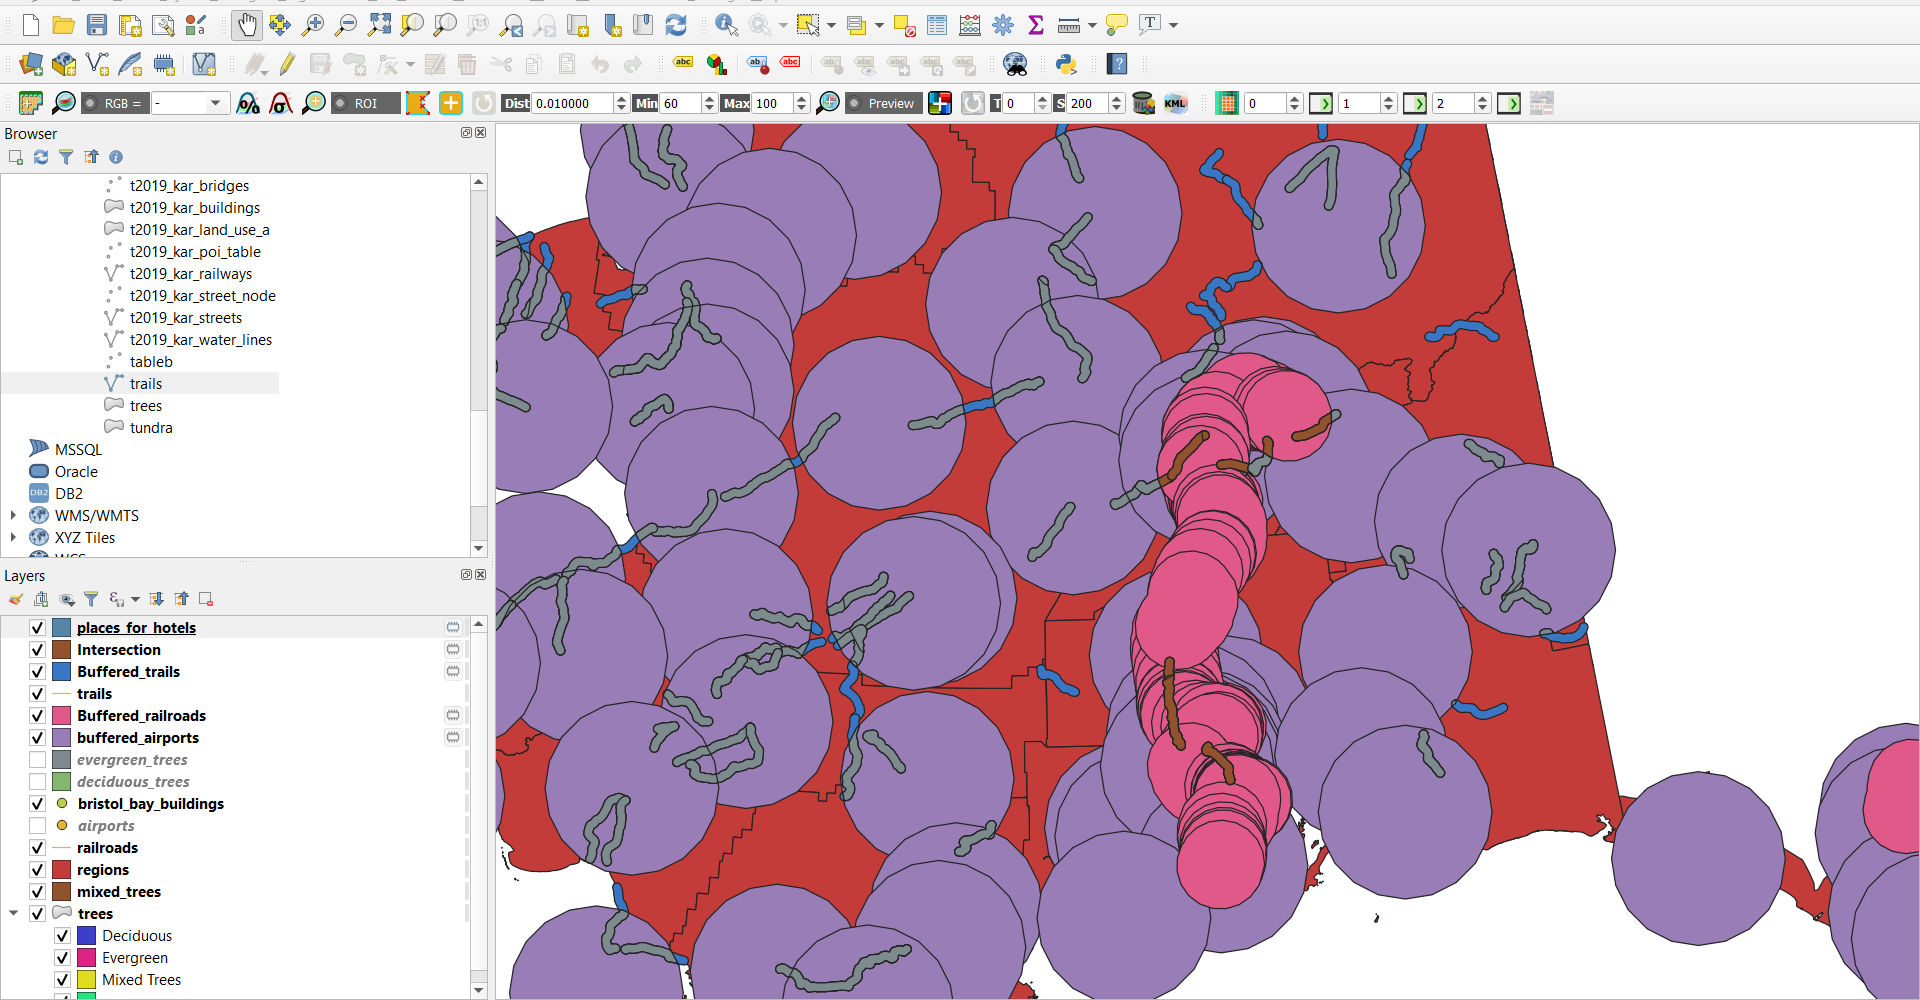 RGB =
-
ROI
Dist 0.010000
Min 60
Max 100
Preview
T 0
S 200
KML
0
1
2
Browser
t2019_kar_bridges
t2019_kar_buildings
t2019_kar_land_use_a
t2019_kar_poi_table
t2019_kar_railways
t2019_kar_street_node
t2019_kar_streets
t2019_kar_water_lines
tableb
trails
trees
tundra
MSSQL
Oracle
DB2
DB2
WMS/WMTS
XYZ Tiles
Layers
places_for_hotels
Intersection
Buffered_trails
trails
Buffered_railroads
buffered_airports
evergreen_trees
deciduous_trees
bristol_bay_buildings
airports
railroads
regions
mixed_trees
trees
Deciduous
Evergreen
Mixed Trees